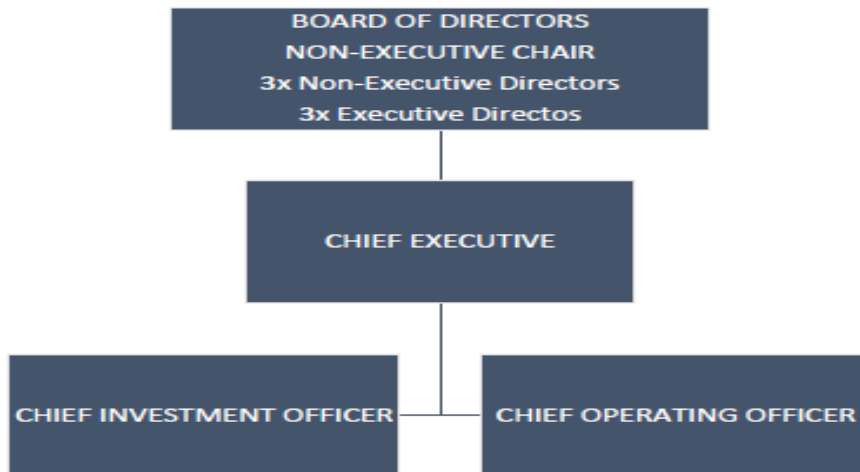 BOARD OF DIRECTORS
NON-EXECUTIVE CHAIR
3x Non-Executive Directors
3x Executive Directos
CHIEF EXECUTIVE
CHIEF INVESTMENT OFFICER
CHIEF OPERATING OFFICER